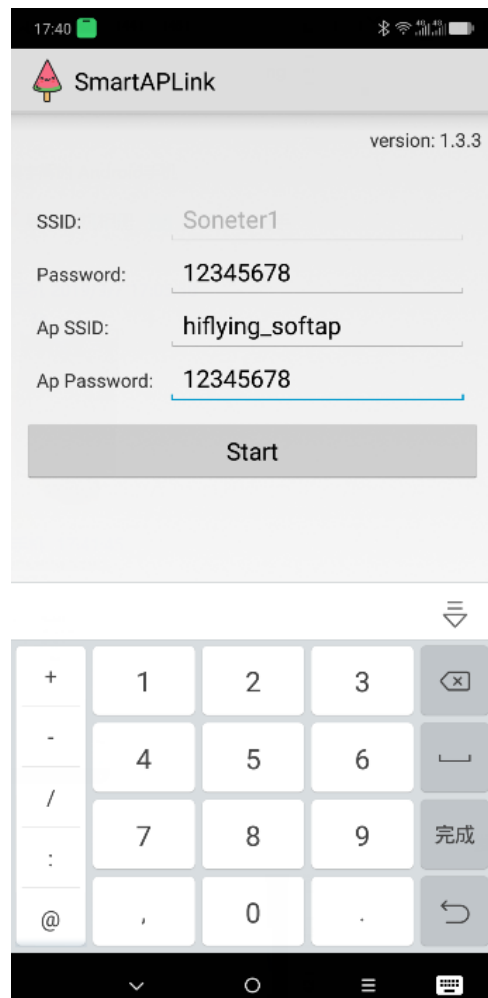 17:40
SmartAPLink
version: 1.3.3
SSID: Soneter1
Password: 12345678
Ap SSID: hiflying_softap
Ap Password: 12345678
Start
+ 1 2 3
- 4 5 6
/ 7 8 9 完成
:
@ , 0 .